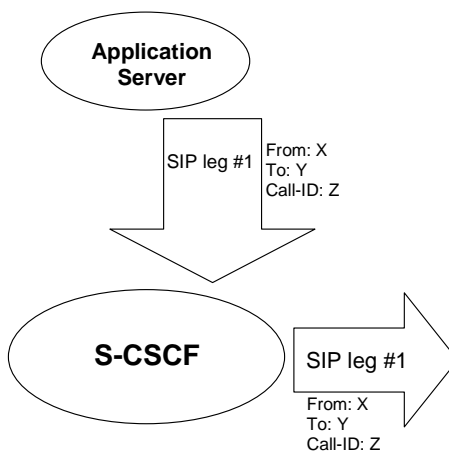 Application
Server
SIP leg #1
From: X
To: Y
Call-ID: Z
S-CSCF
SIP leg #1
From: X
To: Y
Call-ID: Z